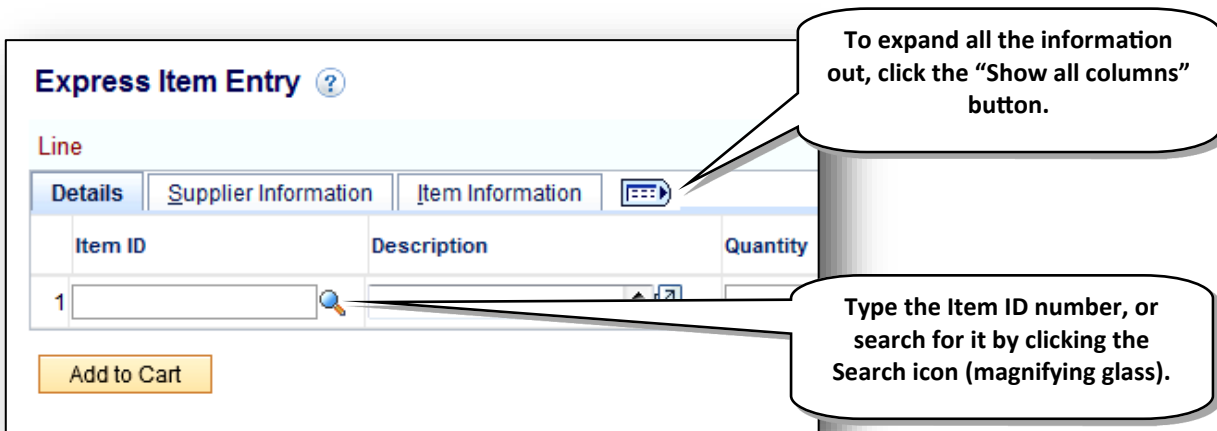 To expand all the information
out, click the “Show all columns”
button.
Express Item Entry ?
Line
Details Supplier Information Item Information
Item ID Description Quantity
1
Type the Item ID number, or
search for it by clicking the
Search icon (magnifying glass).
Add to Cart